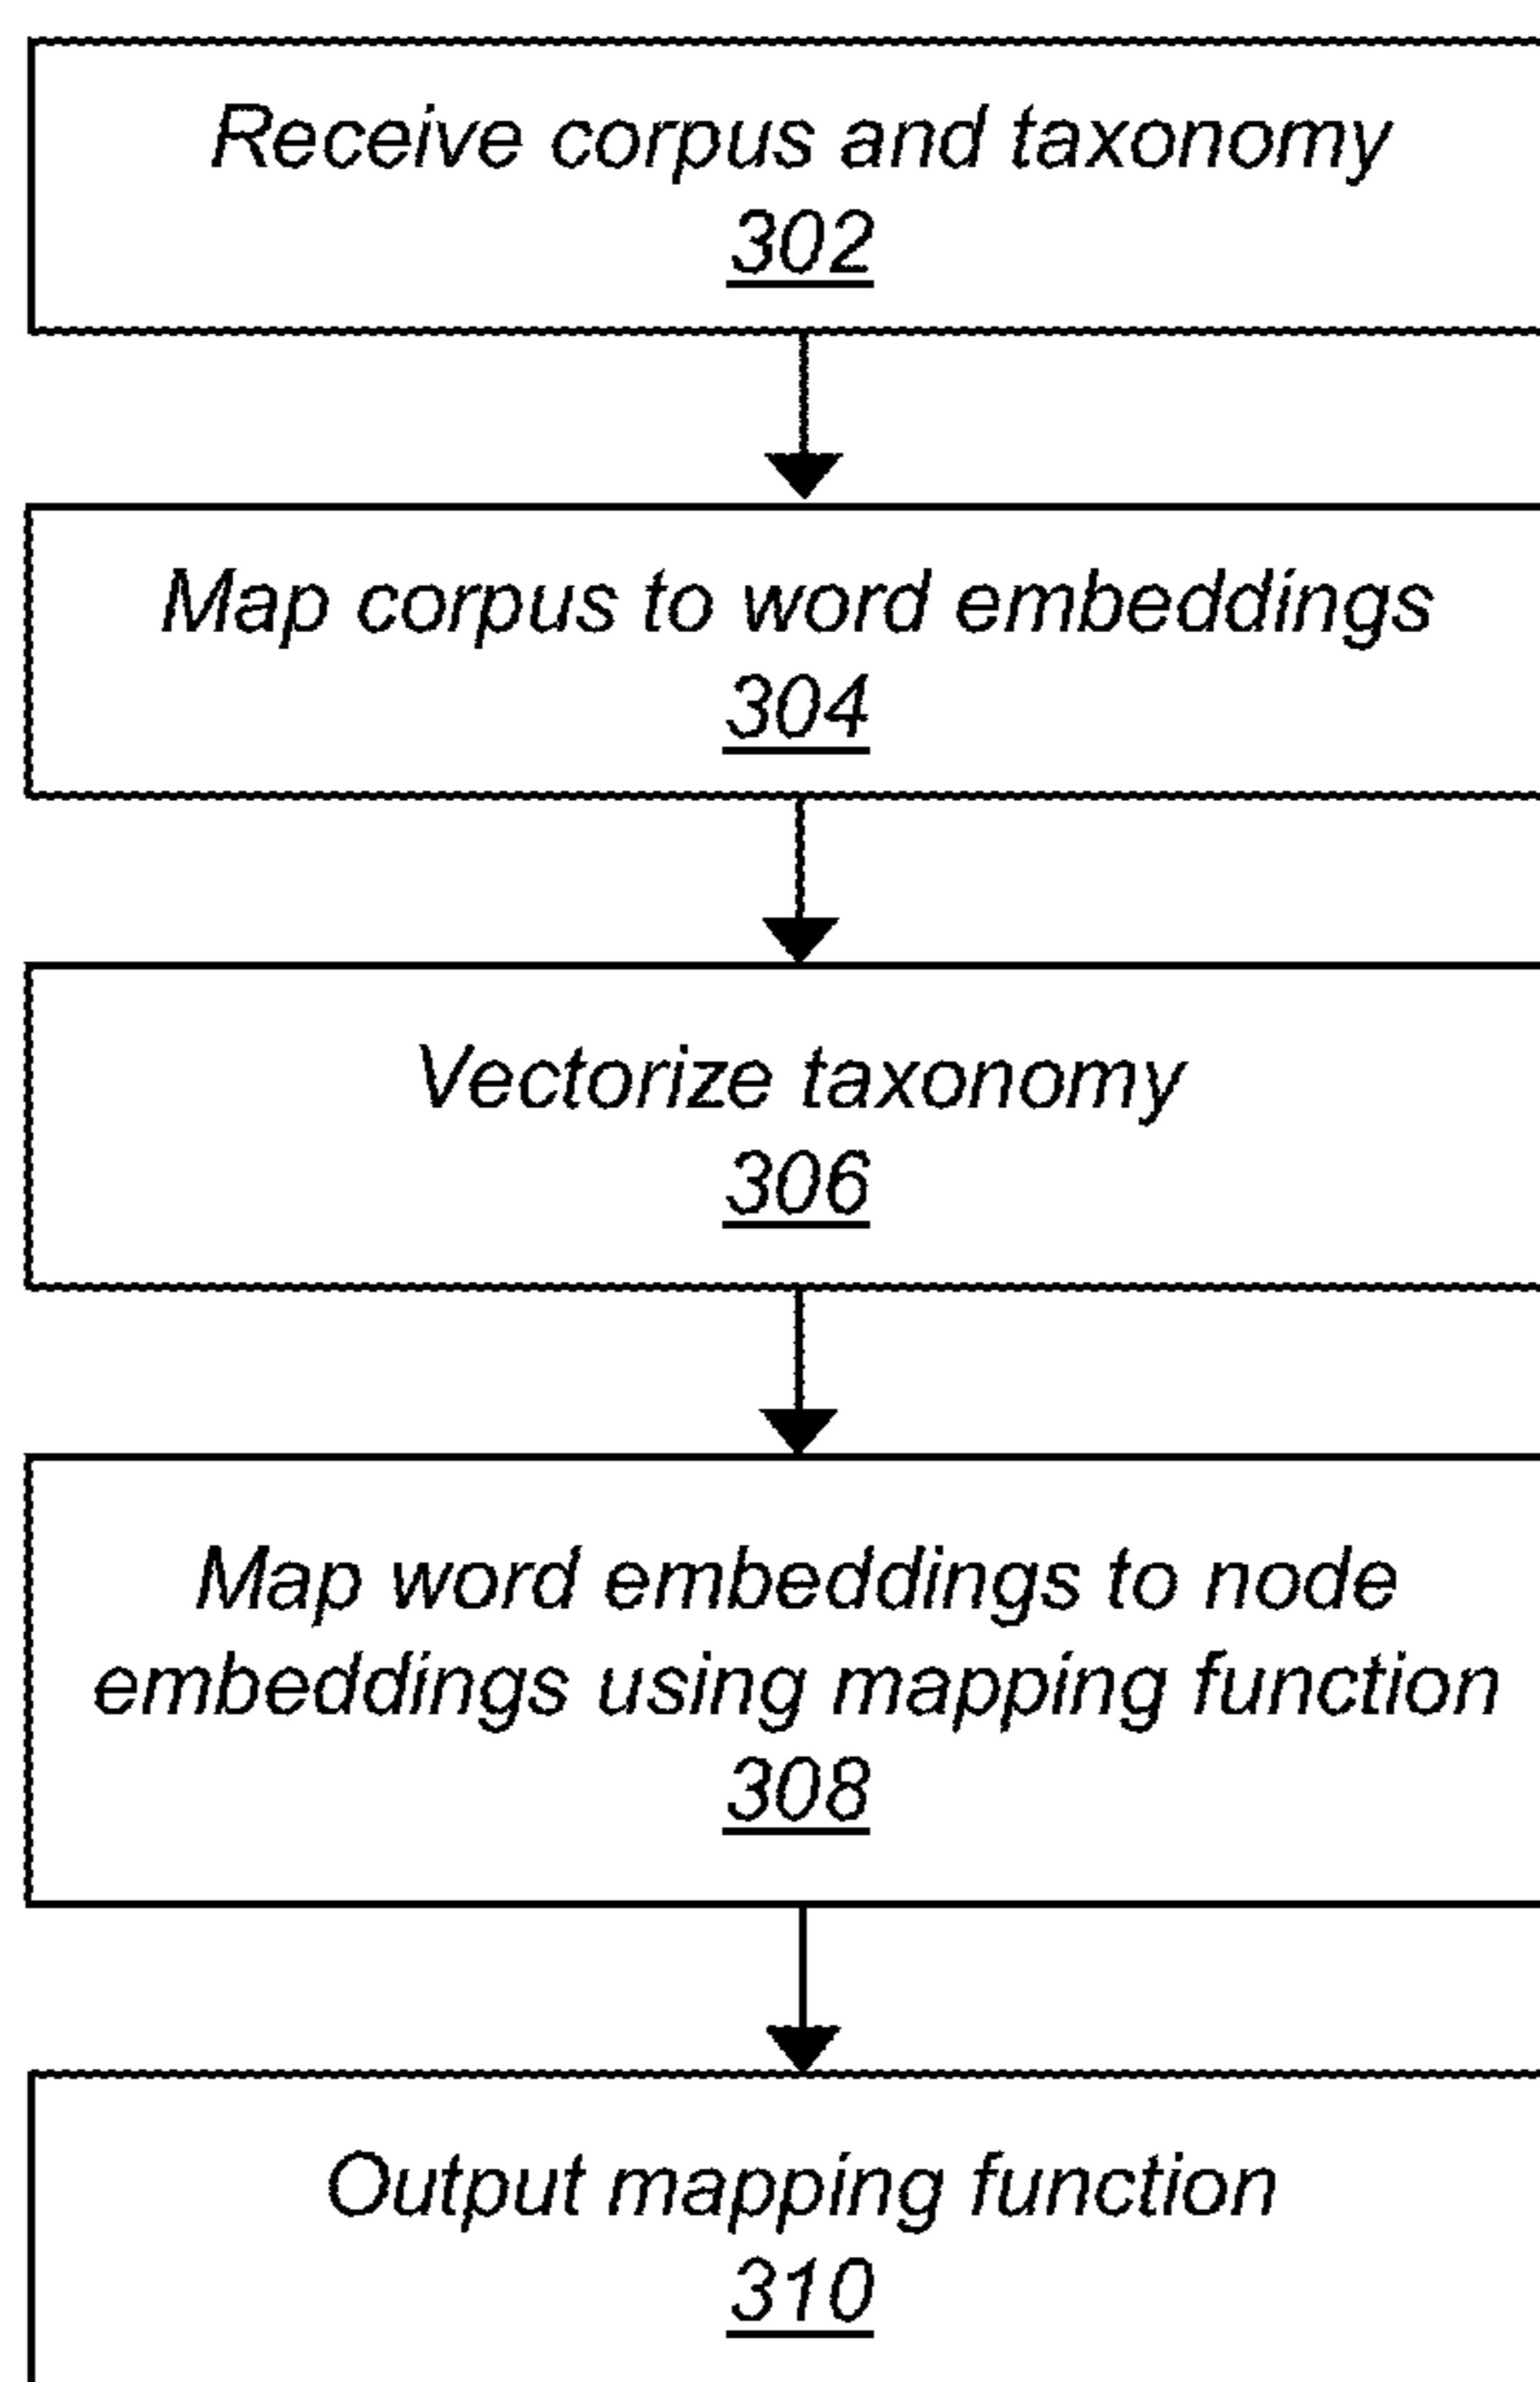 Receive corpus and taxonomy
302
Map corpus to word embeddings
304
Vectorize taxonomy
306
Map word embeddings to node
embeddings using mapping function
308
Output mapping function
310